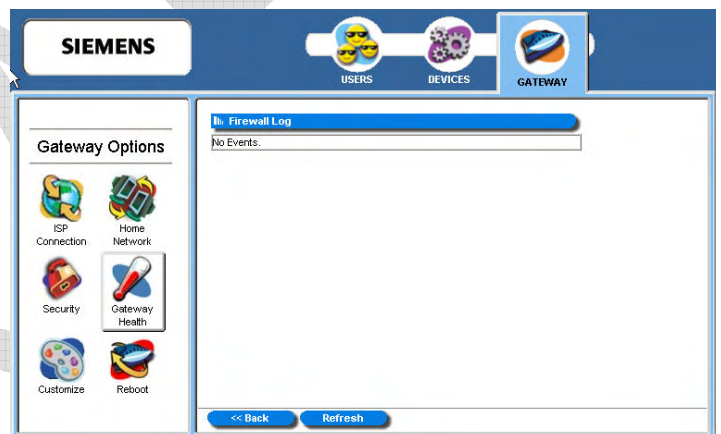 SIEMENS
USERS
DEVICES
GATEWAY
Gateway Options
ISP
Connection
Home
Network
Security
Gateway
Health
Customize
Reboot
Firewall Log
No Events.
<< Back
Refresh